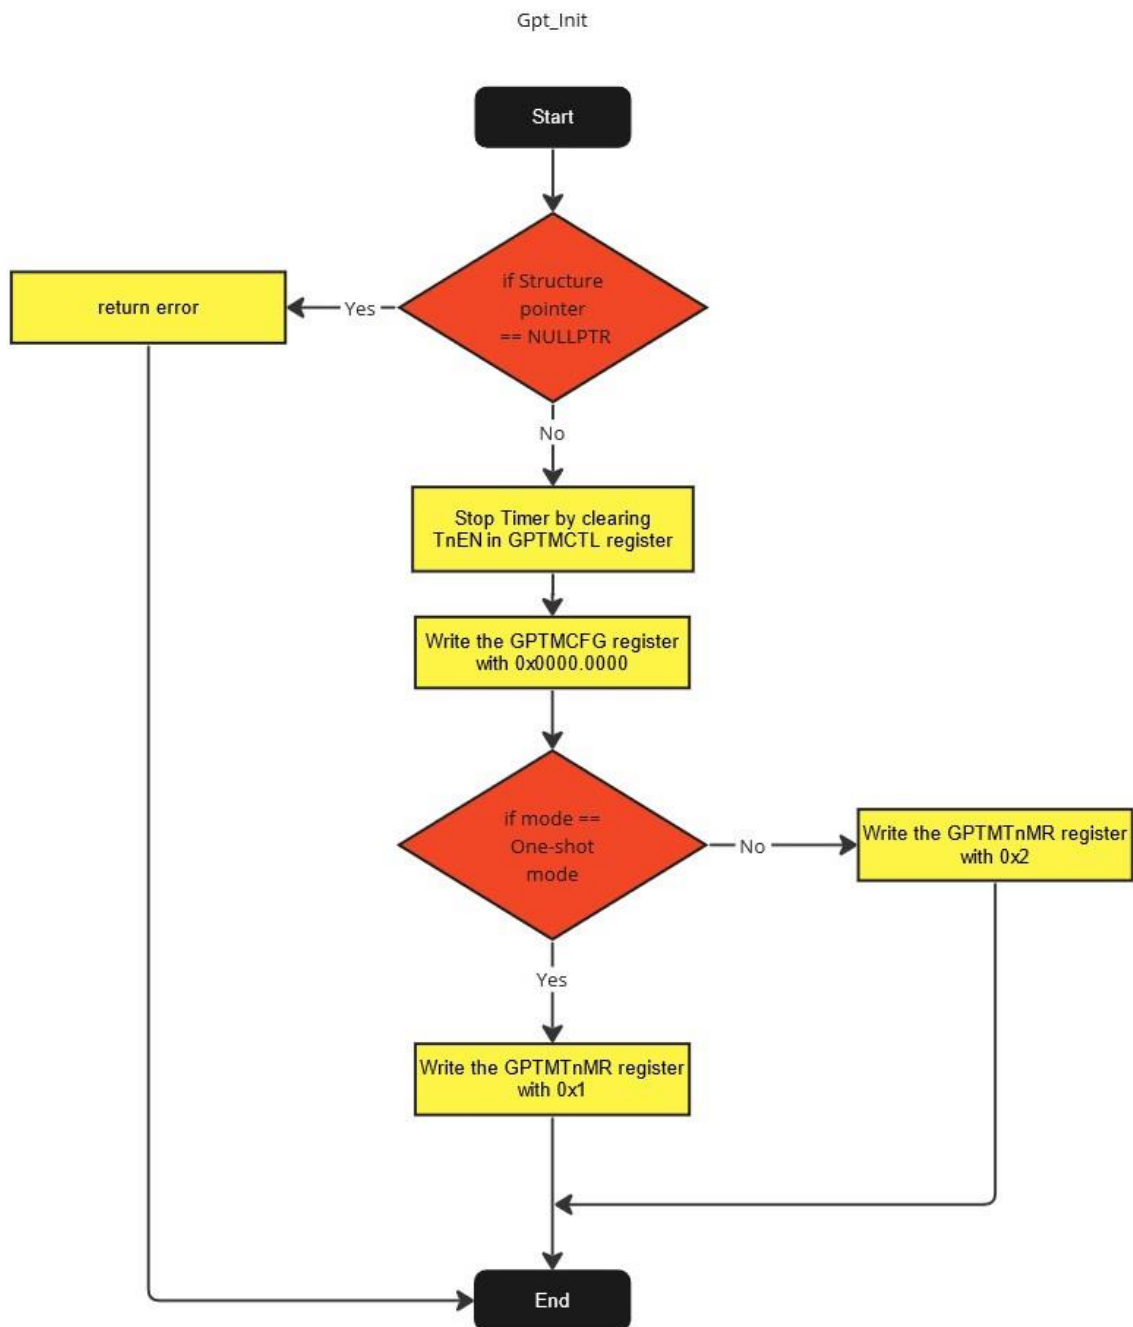 Gpt_Init
Start
if Structure
pointer
== NULLPTR
Yes
return error
No
Stop Timer by clearing
TnEN in GPTMCTL register
Write the GPTMCFG register
with 0x0000.0000
if mode ==
One-shot
mode
No
Write the GPTMTnMR register
with 0x2
Yes
Write the GPTMTnMR register
with 0x1
End